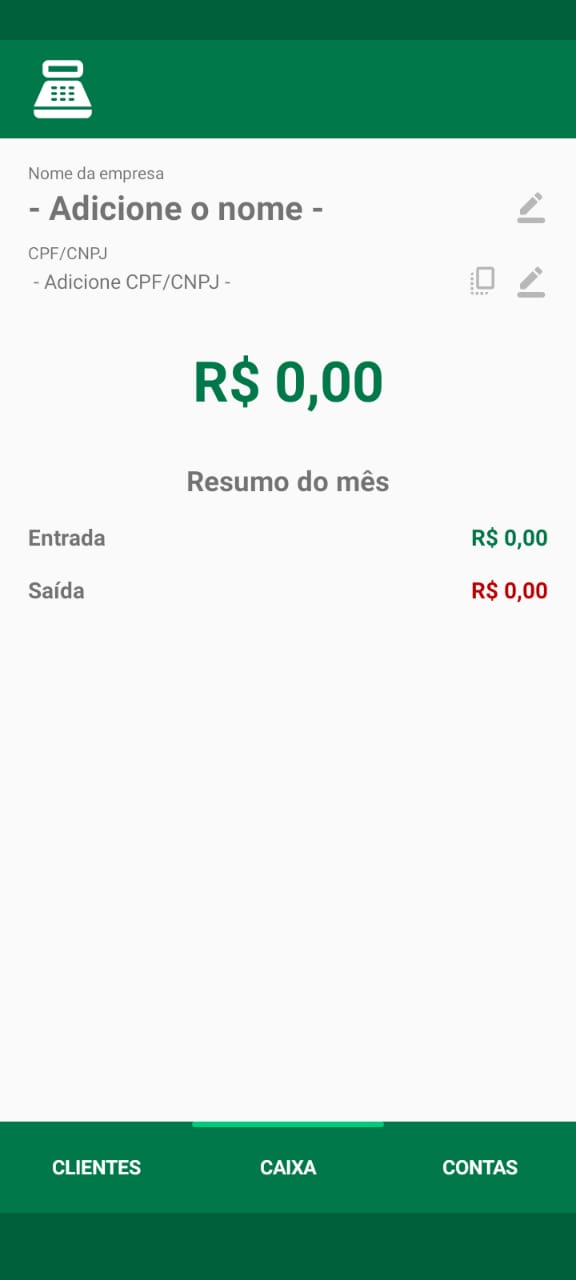 Nome da empresa
- Adicione o nome -
CPF/CNPJ
- Adicione CPF/CNPJ -
R$ 0,00
Resumo do mês
Entrada R$ 0,00
Saída R$ 0,00
CLIENTES CAIXA CONTAS